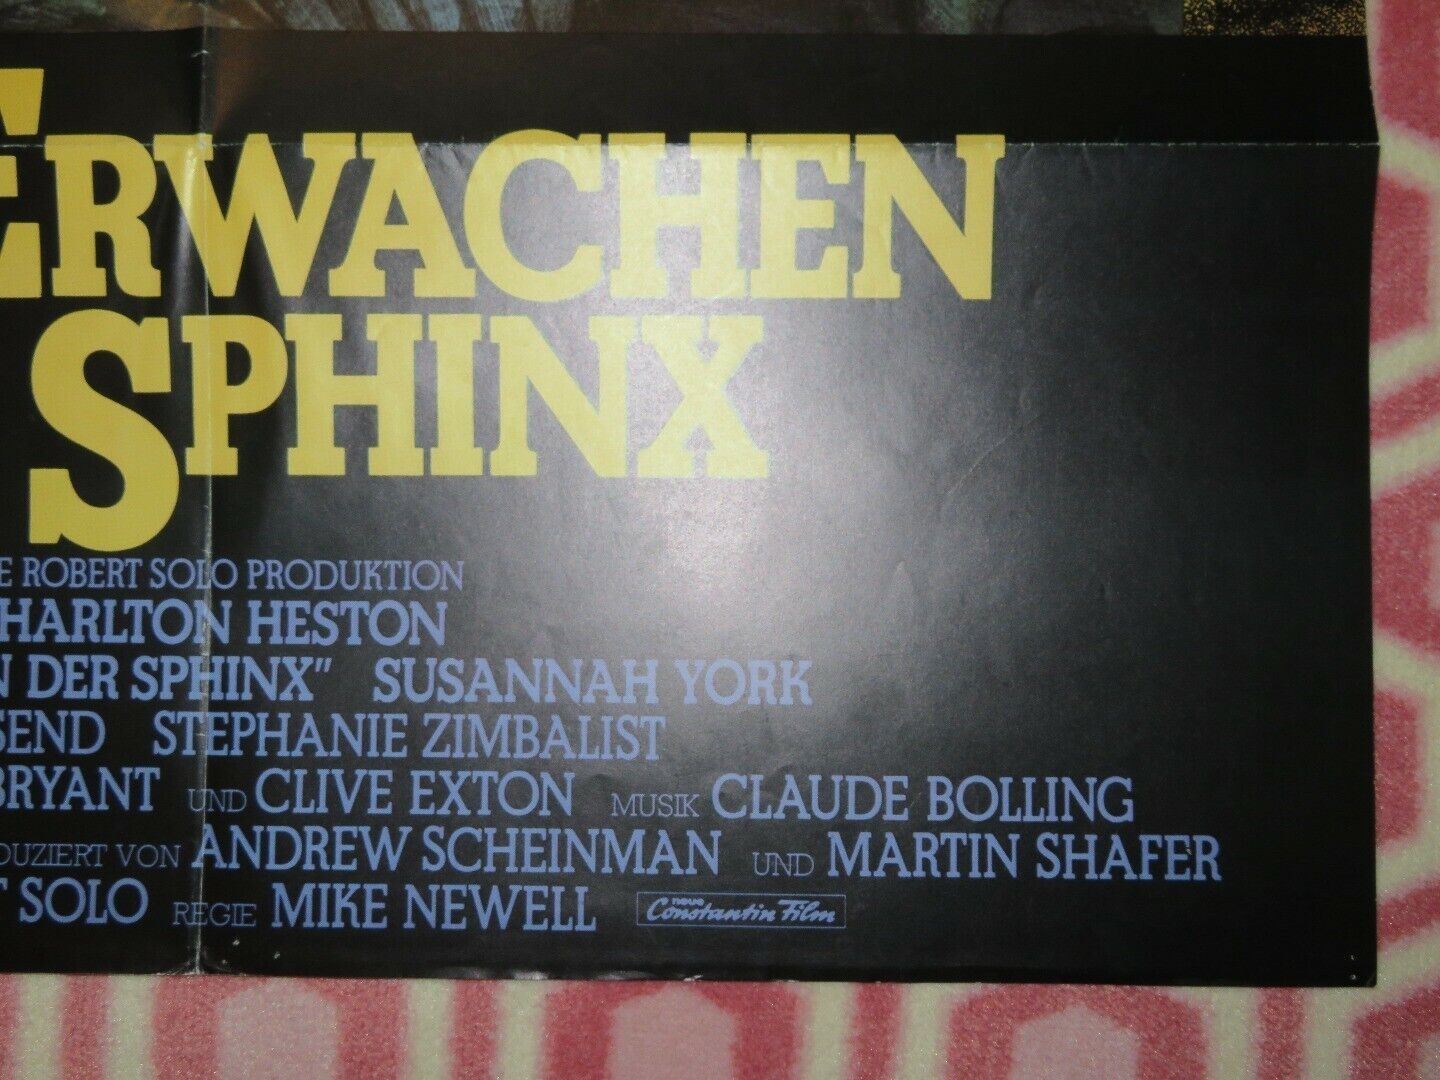 ERWACHEN
SPHINX
E ROBERT SOLO PRODUKTION
HARLTON HESTON
N DER SPHINX" SUSANNAH YORK
SEND STEPHANIE ZIMBALIST
BRYANT UND CLIVE EXTON MUSIK CLAUDE BOLLING
DUZIERT VON ANDREW SCHEINMAN UND MARTIN SHAFER
T SOLO REGIE MIKE NEWELL neue Constantin Film